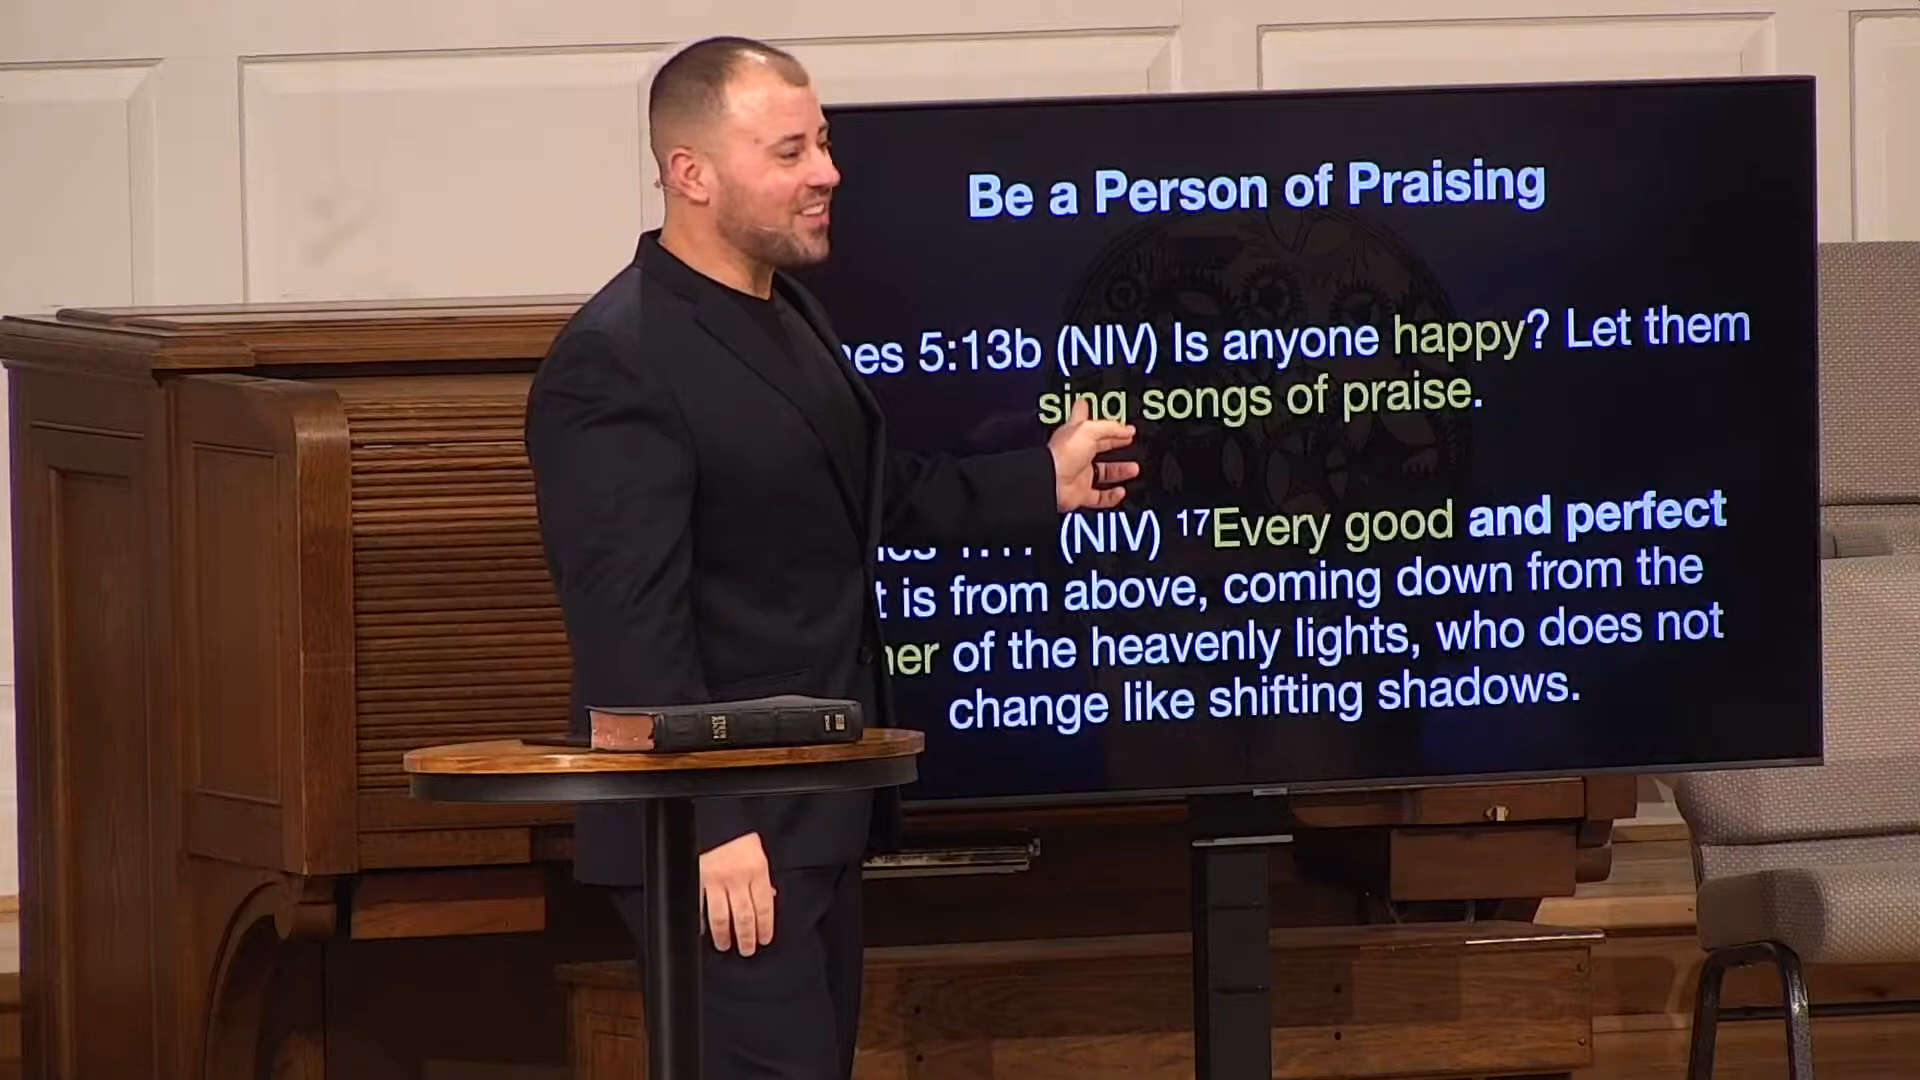 Be a Person of Praising
5:13b (NIV) Is anyone happy? Let them
sing songs of praise.
(NIV) ¹⁷Every good and perfect
is from above, coming down from the
of the heavenly lights, who does not
change like shifting shadows.